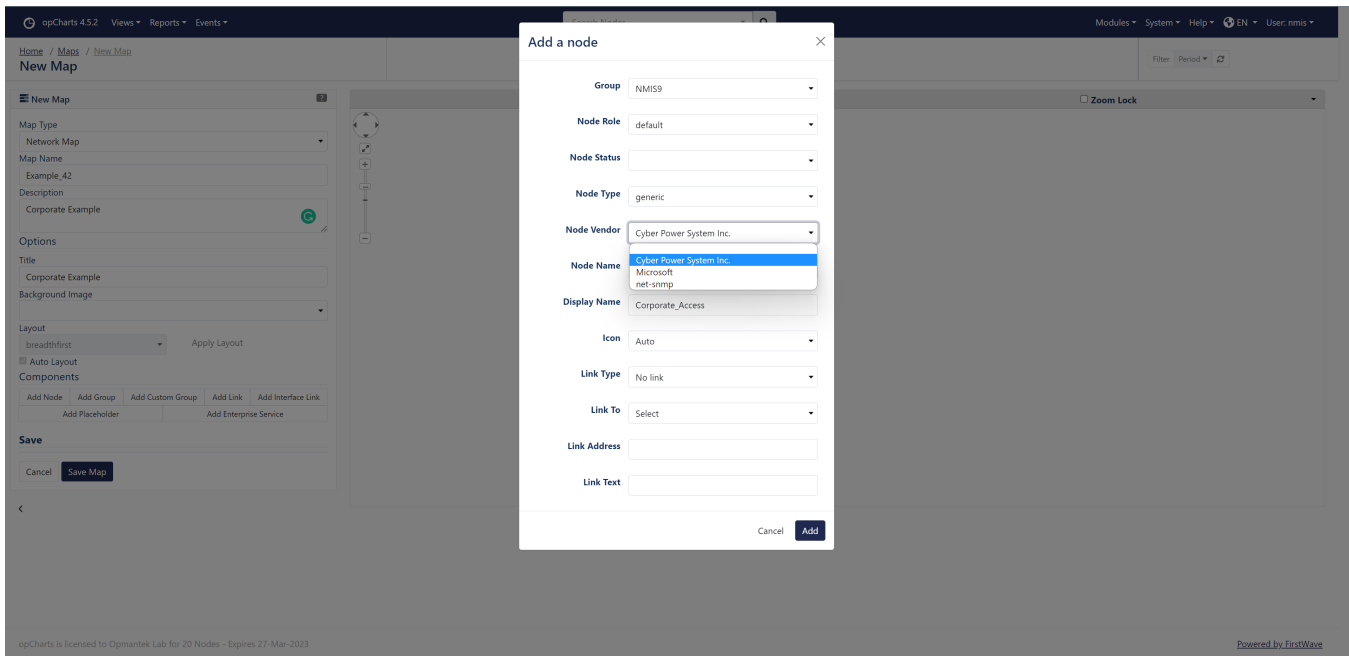 opCharts 4.5.2 Views Reports Events Search Nodes Modules System Help EN User: nmis
Home / Maps / New Map
New Map
Filter Period
New Map ?
Map Type
Network Map
Map Name
Example_42
Description
Corporate Example
Options
Title
Corporate Example
Background Image
Layout
breadthfirst Apply Layout
Auto Layout
Components
Add Node Add Group Add Custom Group Add Link Add Interface Link
Add Placeholder Add Enterprise Service
Save
Cancel Save Map
Zoom Lock
Add a node
Group NMIS9
Node Role default
Node Status
Node Type generic
Node Vendor Cyber Power System Inc.
Cyber Power System Inc.
Microsoft
net-snmp
Node Name
Display Name Corporate_Access
Icon Auto
Link Type No link
Link To Select
Link Address
Link Text
Cancel Add
opCharts is licensed to Opmantek Lab for 20 Nodes - Expires 27-Mar-2023
Powered by FirstWave